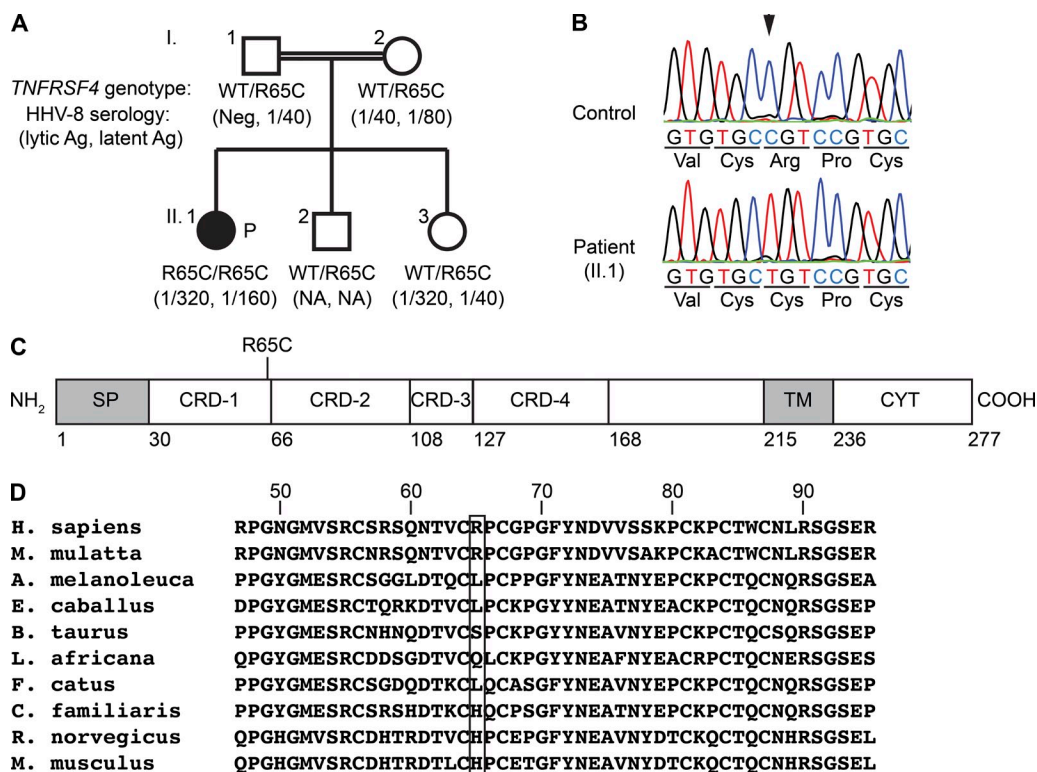 A
I.
1
2
TNFRSF4 genotype:
WT/R65C
WT/R65C
HHV-8 serology:
(Neg, 1/40)
(1/40, 1/80)
(lytic Ag, latent Ag)
II.
1
P
2
3
R65C/R65C
WT/R65C
WT/R65C
(1/320, 1/160)
(NA, NA)
(1/320, 1/40)
B
Control
GTGTGCCGTCCGTGC
Val Cys Arg Pro Cys
Patient
(II.1)
GTGTGCTGTCCGTGC
Val Cys Cys Pro Cys
C
R65C
NH2 SP CRD-1 CRD-2 CRD-3 CRD-4 TM CYT COOH
1 30 66 108 127 168 215 236 277
D
50 60 70 80 90
H. sapiens RPGNGMVSRCSRSQNTVCRPCGPGFYNDVVSSKPCKPCTWCNLRSGSER
M. mulatta RPGNGMVSRCNRSQNTVCRPCGPGFYNDVVSAKPCKACTWCNLRSGSER
A. melanoleuca PPGYGMESRCSGGLDTQCLPCPPGFYNEATNYEPCKPCTQCNQRSGSEA
E. caballus DPGYGMESRCTQRKDTVCLPCKPGYYNEATNYEACKPCTQCNQRSGSEP
B. taurus PPGYGMESRCNHNQDTVCSPCKPGYYNEAVNYEPCKPCTQCSQRSGSEP
L. africana QPGYGMESRCDDSGDTVCQLCKPGYYNEAFNYEACRPCTQCNERSGSES
F. catus PPGYGMESRCSGDQDTKCLQCASGFYNEAVNYEPCKPCTQCNQRSGSEP
C. familiaris PPGYGMESRCSRSHDTKCHQCPSGFYNEAVNYEPCKPCTQCNQRSGSEP
R. norvegicus QPGYGMVSRCDHTRDTVCHPCEPGFYNEAVNYDTCKQCTQCNHRSGSEL
M. musculus QPGHGMVSRCDHTRDTLCHPCETGFYNEAVNYDTCKQCTQCNHRSGSEL